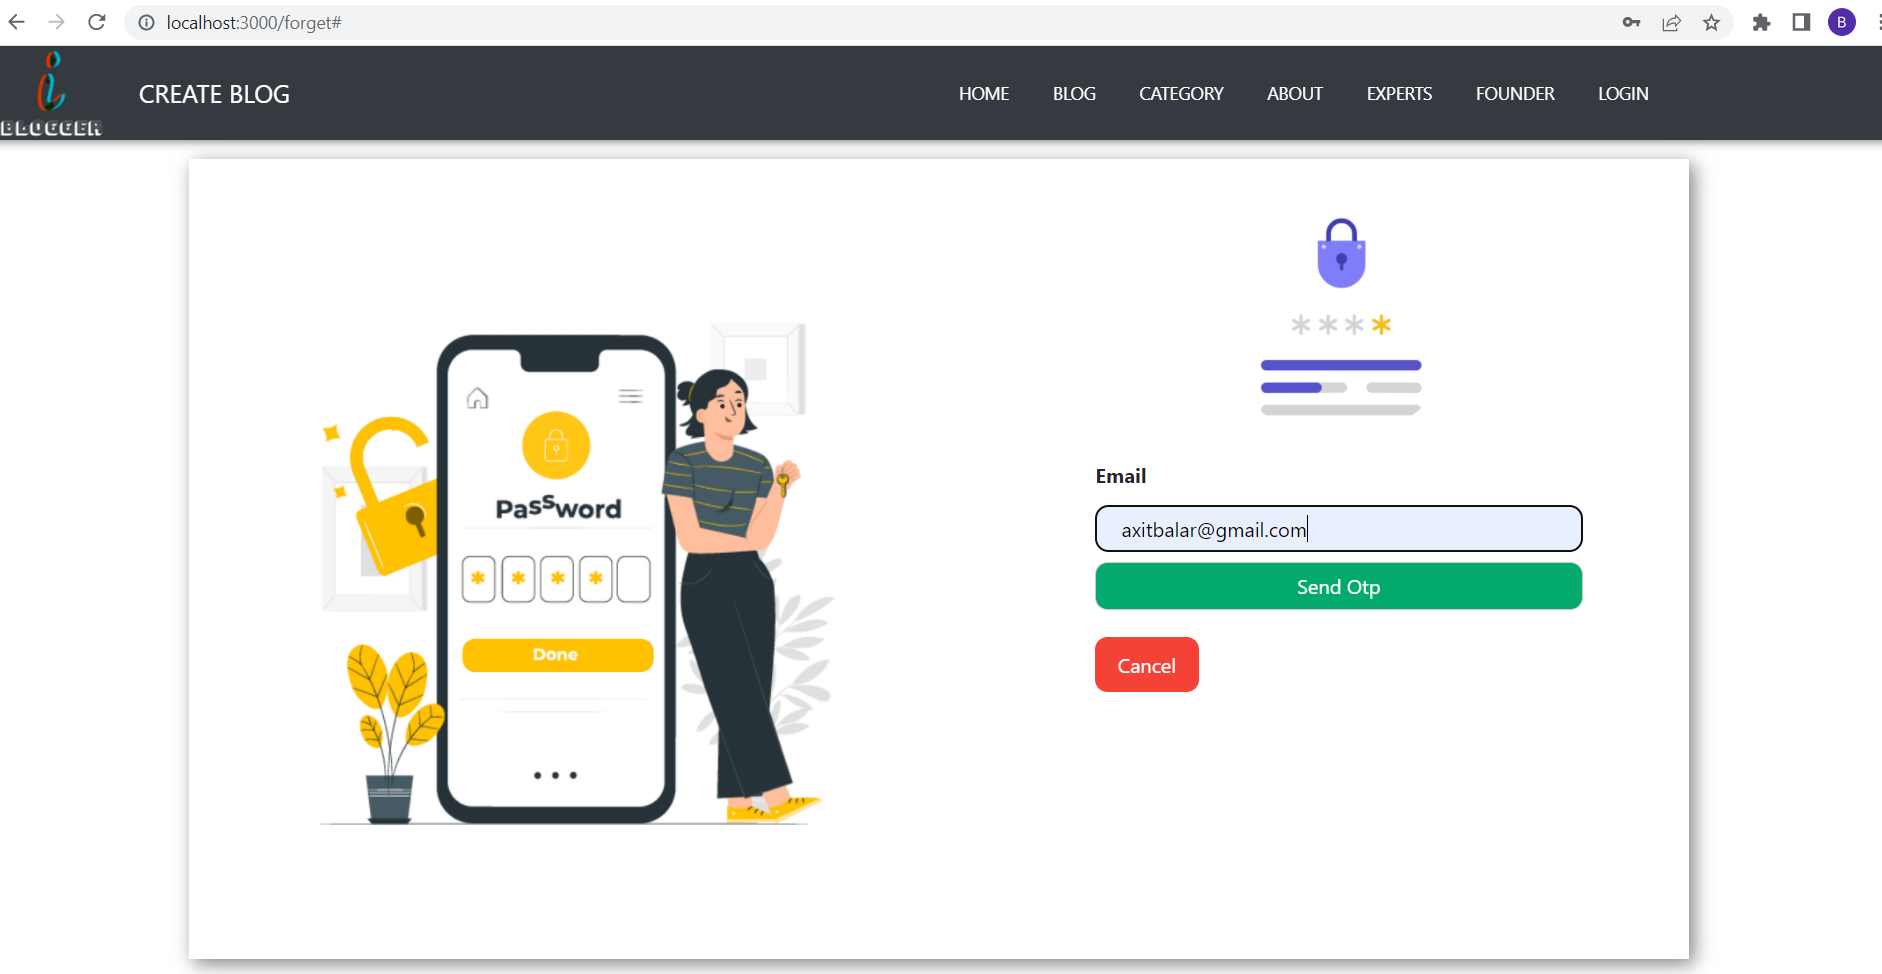 localhost:3000/forget#
B
BLOGGER
CREATE BLOG
HOME
BLOG
CATEGORY
ABOUT
EXPERTS
FOUNDER
LOGIN
Password
* * * *
Done
* * * *
Email
axitbalar@gmail.com
Send Otp
Cancel